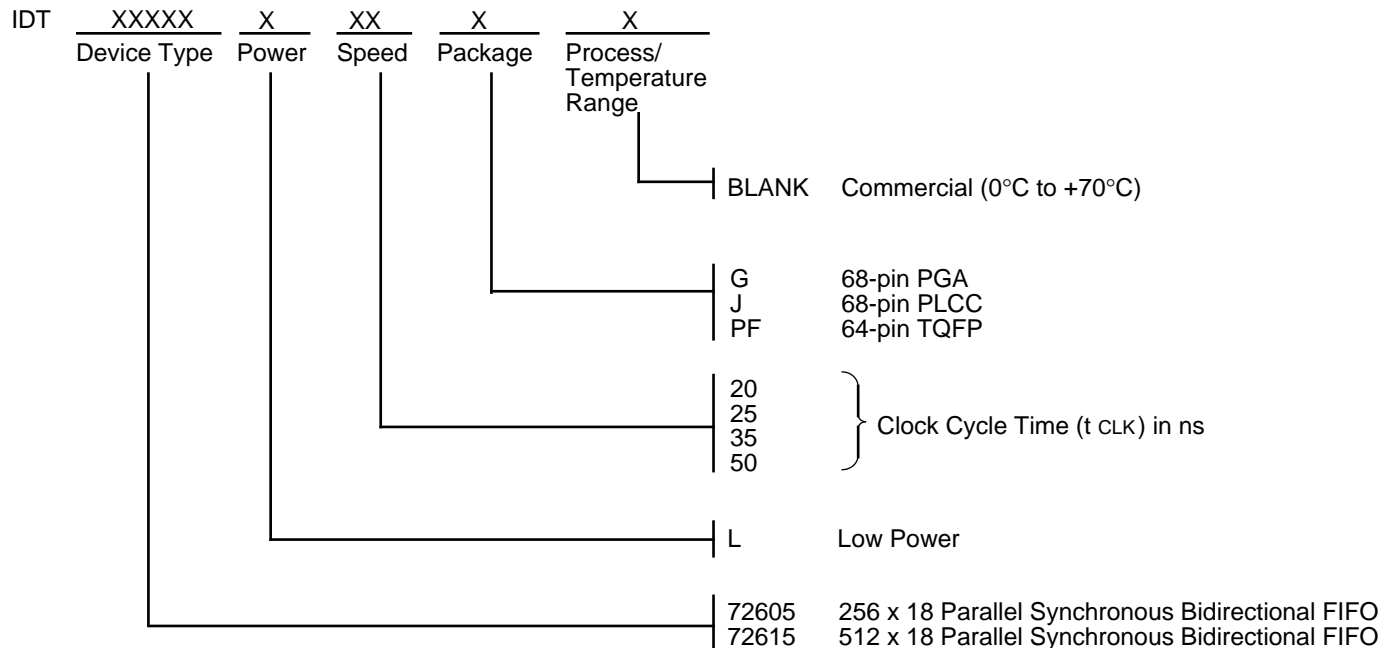 IDT XXXXX X XX X X
Device Type Power Speed Package Process/
Temperature
Range
BLANK Commercial (0°C to +70°C)
G 68-pin PGA
J 68-pin PLCC
PF 64-pin TQFP
20
25
35
50
Clock Cycle Time (t CLK) in ns
L Low Power
72605 256 x 18 Parallel Synchronous Bidirectional FIFO
72615 512 x 18 Parallel Synchronous Bidirectional FIFO